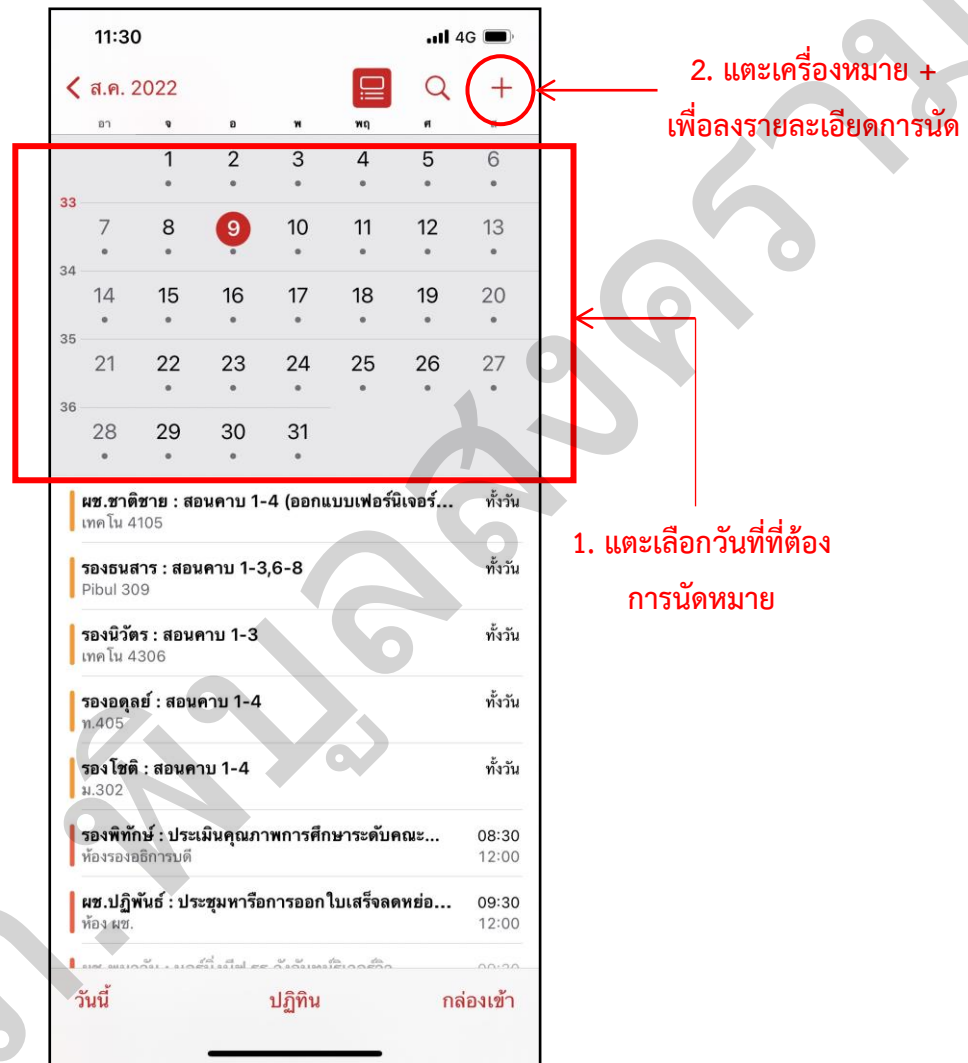 11:30 4G
ส.ค. 2022
อา จ อ พ พฤ ศ ส
1 2 3 4 5 6
33
7 8 9 10 11 12 13
34
14 15 16 17 18 19 20
35
21 22 23 24 25 26 27
36
28 29 30 31
ผช.ชาติชาย : สอนคาบ 1-4 (ออกแบบเฟอร์นิเจอร์... ทั้งวัน
เทคโน 4105
รองธนสาร : สอนคาบ 1-3,6-8 ทั้งวัน
Pibul 309
รองนิวัตร : สอนคาบ 1-3 ทั้งวัน
เทคโน 4306
รองอดุลย์ : สอนคาบ 1-4 ทั้งวัน
ท.405
รองโชติ : สอนคาบ 1-4 ทั้งวัน
ม.302
รองพิทักษ์ : ประเมินคุณภาพการศึกษาระดับคณะ... 08:30
ห้องรองอธิการบดี 12:00
ผช.ปฏิพันธ์ : ประชุมหารือการออกใบเสร็จลดหย่อ... 09:30
ห้อง ผช. 12:00
วันนี้ ปฏิทิน กล่องเข้า
2. แตะเครื่องหมาย +
เพื่อลงรายละเอียดการนัด
1. แตะเลือกวันที่ที่ต้อง
การนัดหมาย
พิบูลสงคราม